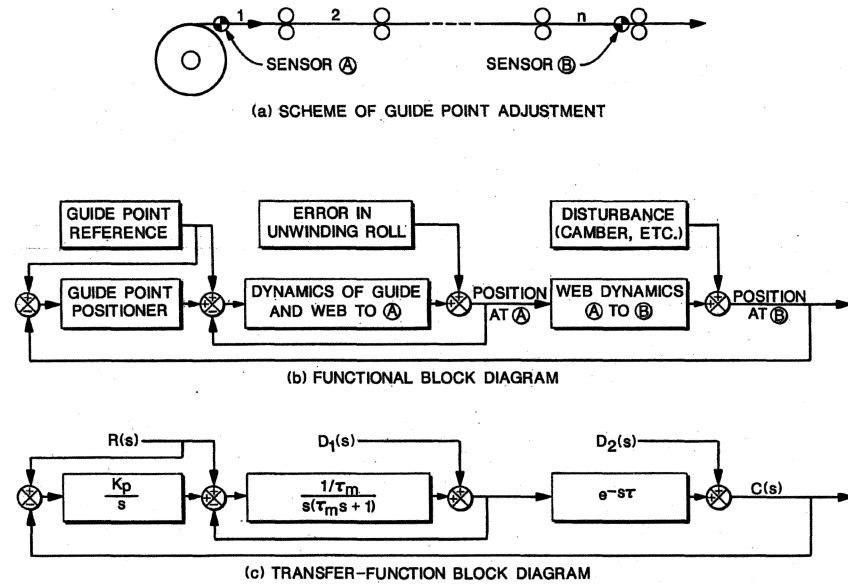 1 2 n
SENSOR Ⓐ SENSOR Ⓑ
(a) SCHEME OF GUIDE POINT ADJUSTMENT
GUIDE POINT
REFERENCE
ERROR IN
UNWINDING ROLL
DISTURBANCE
(CAMBER, ETC.)
GUIDE POINT
POSITIONER
DYNAMICS OF GUIDE
AND WEB TO Ⓐ
POSITION
AT Ⓐ
WEB DYNAMICS
Ⓐ TO Ⓑ
POSITION
AT Ⓑ
(b) FUNCTIONAL BLOCK DIAGRAM
R(s) D₁(s) D₂(s)
Kp
s
1/τm
s(τm s + 1)
e⁻ˢᵗ
C(s)
(c) TRANSFER-FUNCTION BLOCK DIAGRAM